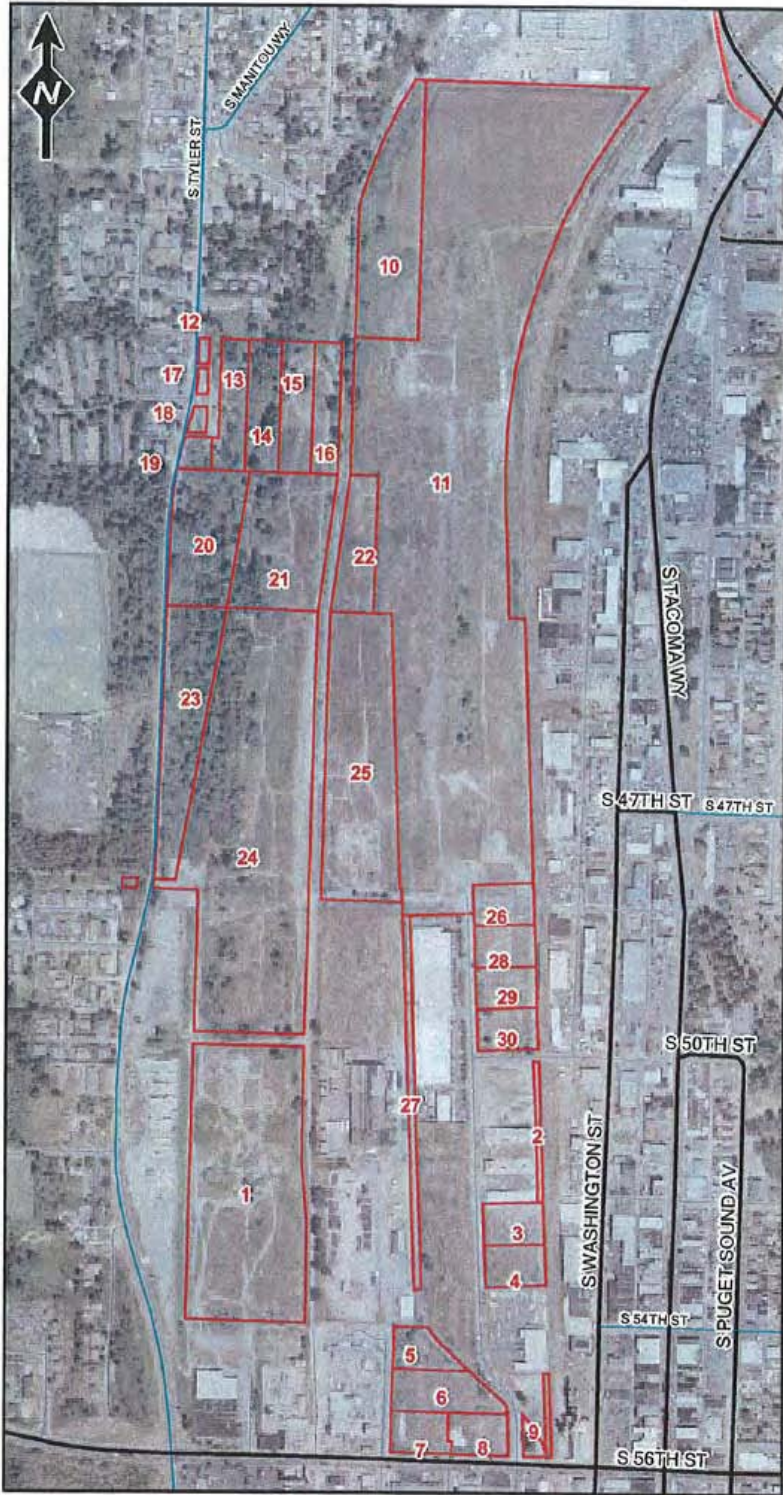 N
S MANITOU WY
S TYLER ST
10
12
17
13
15
18
14
16
19
11
20
22
21
S TACOMA WY
23
25
S 47TH ST
S 47TH ST
24
26
28
29
30
S 50TH ST
27
2
1
3
S WASHINGTON ST
S PUGET SOUND AV
4
S 54TH ST
5
6
9
7
8
S 56TH ST